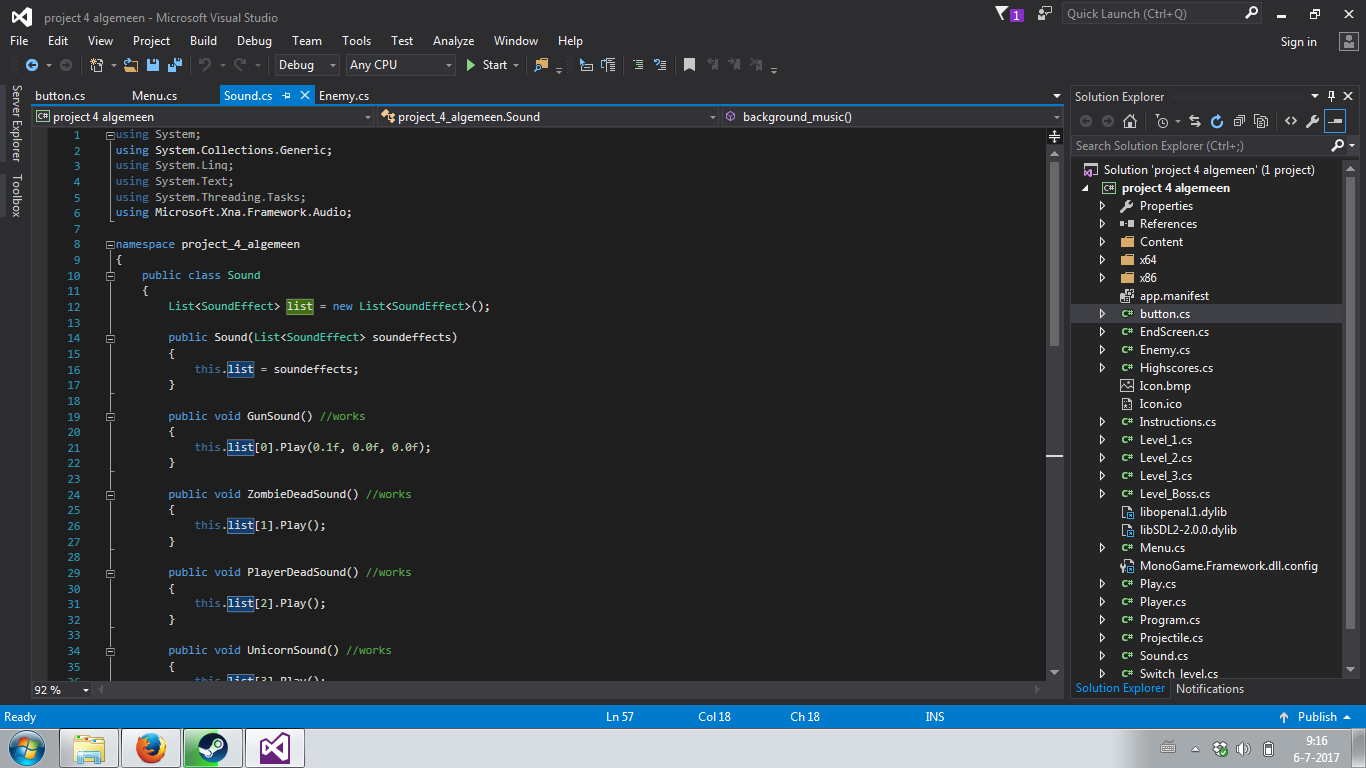 project 4 algemeen - Microsoft Visual Studio
1
Quick Launch (Ctrl+Q)
File Edit View Project Build Debug Team Tools Test Analyze Window Help
Sign in
Debug Any CPU Start
Server Explorer
Toolbox
button.cs Menu.cs Sound.cs Enemy.cs
project 4 algemeen project_4_algemeen.Sound background_music()
1 using System;
2 using System.Collections.Generic;
3 using System.Linq;
4 using System.Text;
5 using System.Threading.Tasks;
6 using Microsoft.Xna.Framework.Audio;
7
8 namespace project_4_algemeen
9 {
10 public class Sound
11 {
12 List<SoundEffect> list = new List<SoundEffect>();
13
14 public Sound(List<SoundEffect> soundeffects)
15 {
16 this.list = soundeffects;
17 }
18
19 public void GunSound() //works
20 {
21 this.list[0].Play(0.1f, 0.0f, 0.0f);
22 }
23
24 public void ZombieDeadSound() //works
25 {
26 this.list[1].Play();
27 }
28
29 public void PlayerDeadSound() //works
30 {
31 this.list[2].Play();
32 }
33
34 public void UnicornSound() //works
35 {
36 this.list[3].Play();
92 %
Solution Explorer
Search Solution Explorer (Ctrl+;)
Solution 'project 4 algemeen' (1 project)
C# project 4 algemeen
Properties
References
Content
x64
x86
app.manifest
C# button.cs
C# EndScreen.cs
C# Enemy.cs
C# Highscores.cs
Icon.bmp
Icon.ico
C# Instructions.cs
C# Level_1.cs
C# Level_2.cs
C# Level_3.cs
C# Level_Boss.cs
libopenal.1.dylib
libSDL2-2.0.0.dylib
C# Menu.cs
MonoGame.Framework.dll.config
C# Play.cs
C# Player.cs
C# Program.cs
C# Projectile.cs
C# Sound.cs
C# Switch_level.cs
Solution Explorer Notifications
Ready Ln 57 Col 18 Ch 18 INS Publish
9:16
6-7-2017